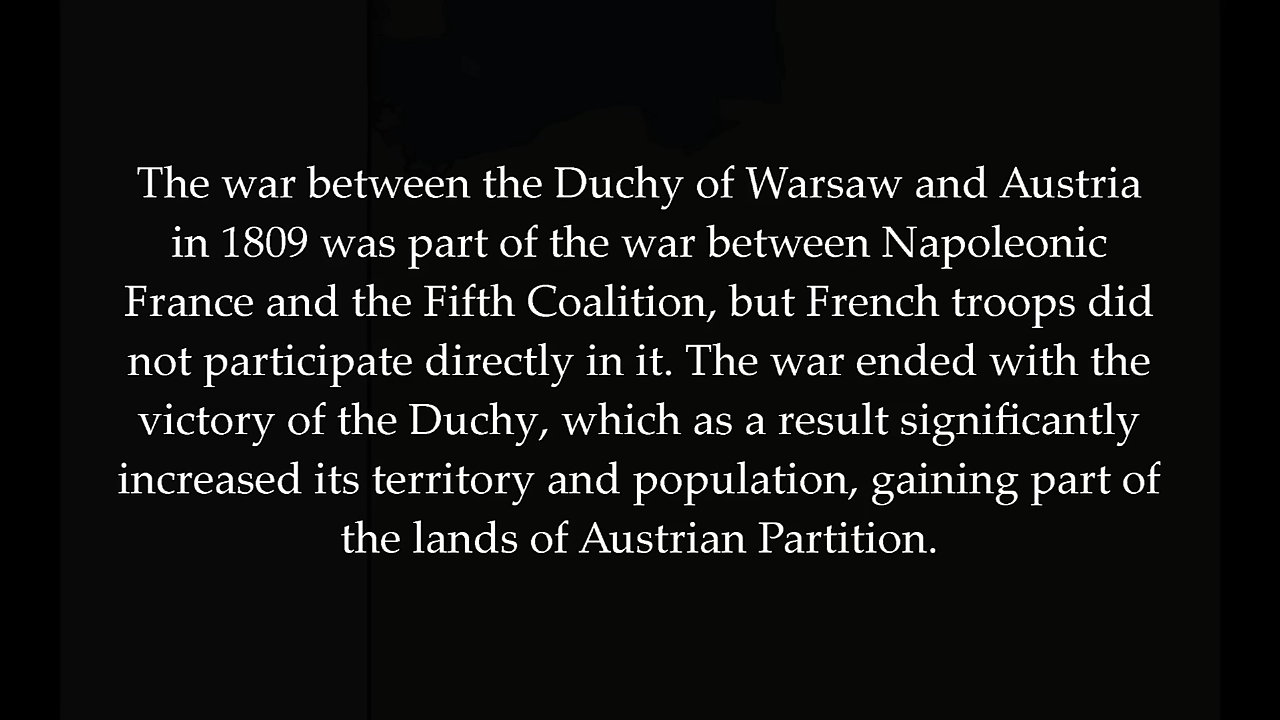 The war between the Duchy of Warsaw and Austria
in 1809 was part of the war between Napoleonic
France and the Fifth Coalition, but French troops did
not participate directly in it. The war ended with the
victory of the Duchy, which as a result significantly
increased its territory and population, gaining part of
the lands of Austrian Partition.